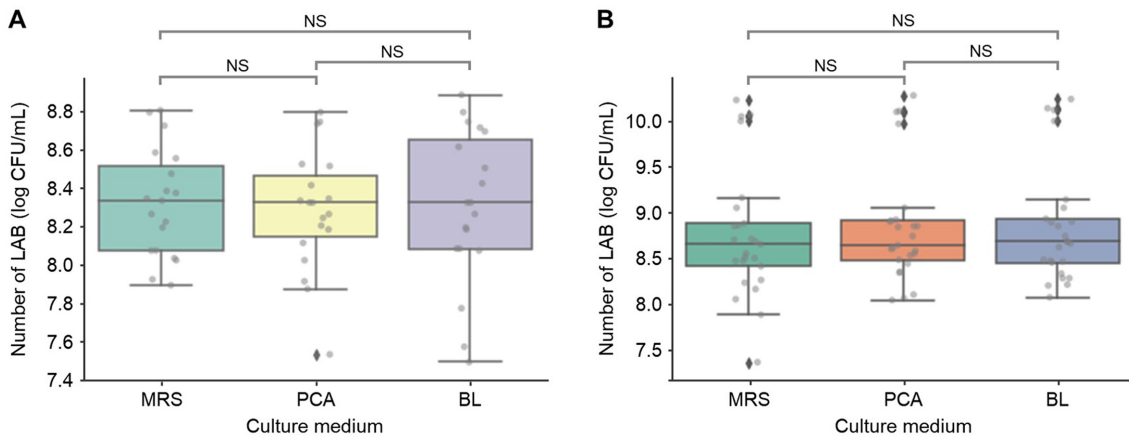 A
NS
NS
NS
Number of LAB (log CFU/mL)
8.8
8.6
8.4
8.2
8.0
7.8
7.6
7.4
MRS
PCA
BL
Culture medium
B
NS
NS
NS
Number of LAB (log CFU/mL)
10.0
9.5
9.0
8.5
8.0
7.5
MRS
PCA
BL
Culture medium